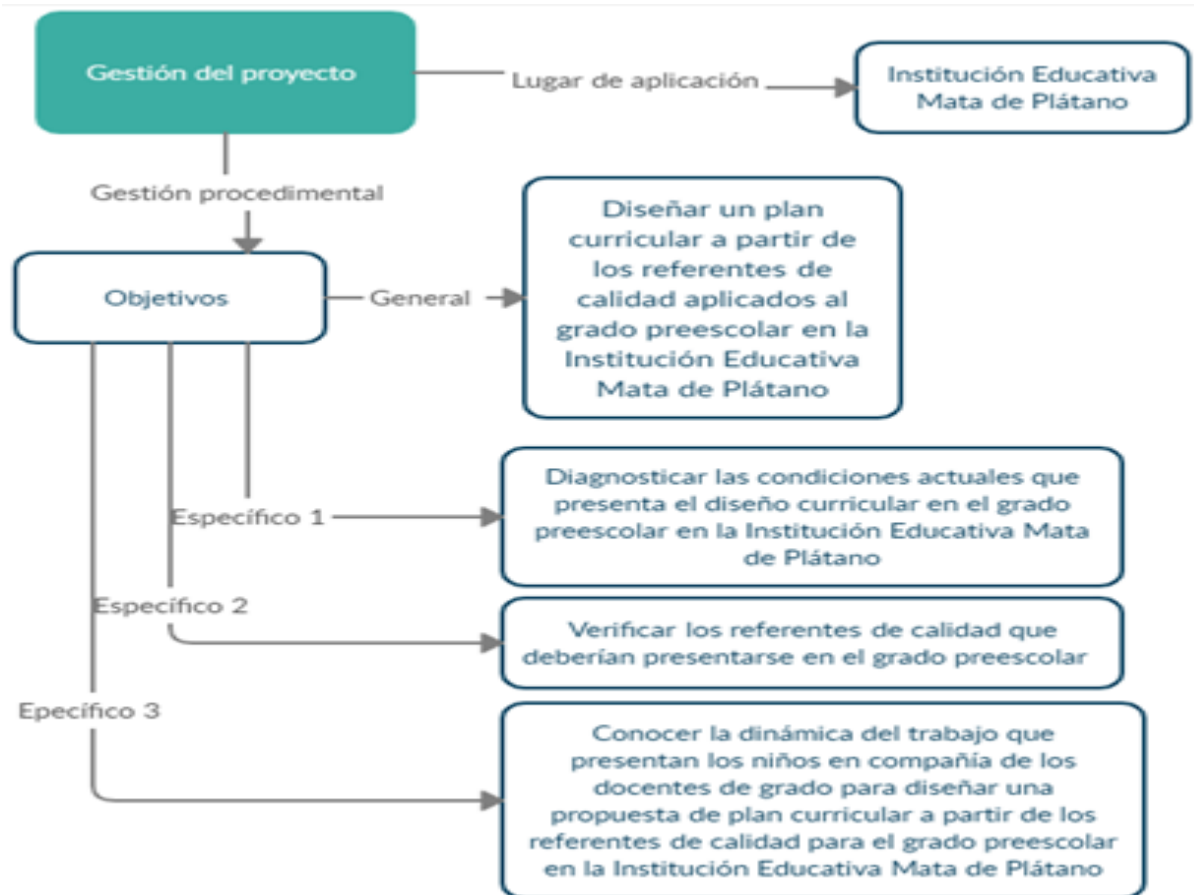 Gestión del proyecto
Lugar de aplicación
Institución Educativa
Mata de Plátano
Gestión procedimental
Objetivos
General
Diseñar un plan
curricular a partir de
los referentes de
calidad aplicados al
grado preescolar en la
Institución Educativa
Mata de Plátano
Específico 1
Diagnosticar las condiciones actuales que
presenta el diseño curricular en el grado
preescolar en la Institución Educativa Mata
de Plátano
Específico 2
Verificar los referentes de calidad que
deberían presentarse en el grado preescolar
Epecífico 3
Conocer la dinámica del trabajo que
presentan los niños en compañía de los
docentes de grado para diseñar una
propuesta de plan curricular a partir de los
referentes de calidad para el grado preescolar
en la Institución Educativa Mata de Plátano